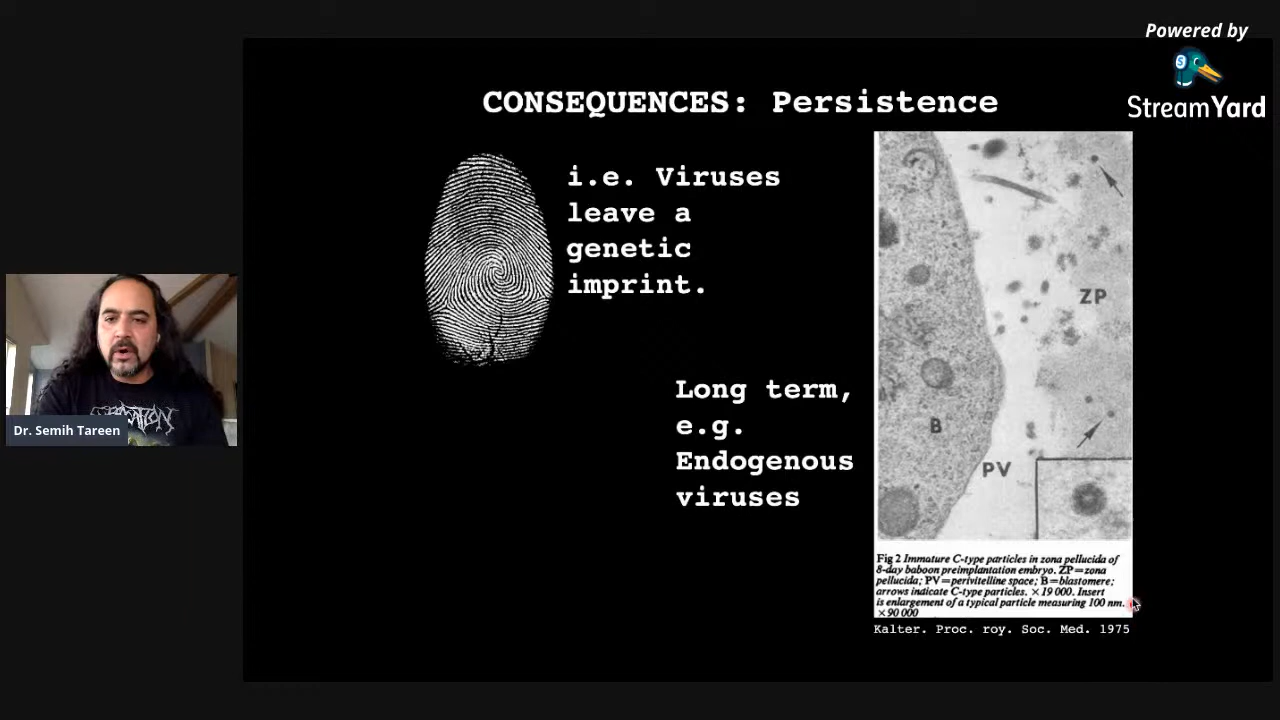 Powered by
StreamYard
CONSEQUENCES: Persistence
i.e. Viruses
leave a
genetic
imprint.
Long term,
e.g.
Endogenous
viruses
ZP
B
PV
Fig 2 Immature C-type particles in zona pellucida of
8-day baboon preimplantation embryo. ZP=zona
pellucida; PV=perivitelline space; B=blastomere;
arrows indicate C-type particles. ×19 000. Insert
is enlargement of a typical particle measuring 100 nm.
×90 000
Kalter. Proc. roy. Soc. Med. 1975
Dr. Semih Tareen